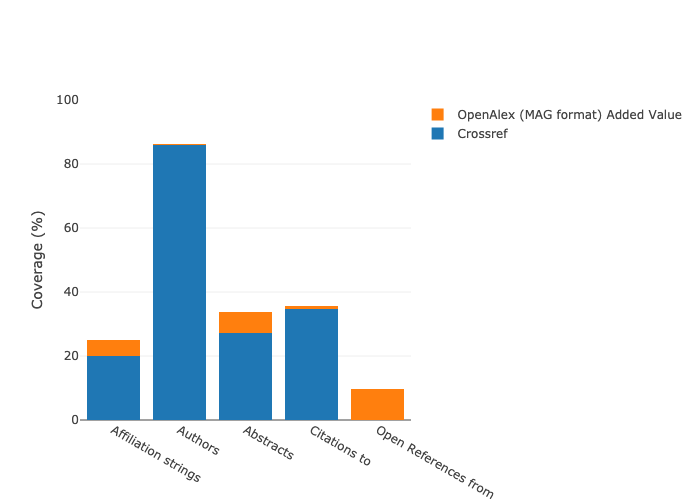 100
80
60
40
20
0
Coverage (%)
Affiliation strings
Authors
Abstracts
Citations to
Open References from
OpenAlex (MAG format) Added Value
Crossref